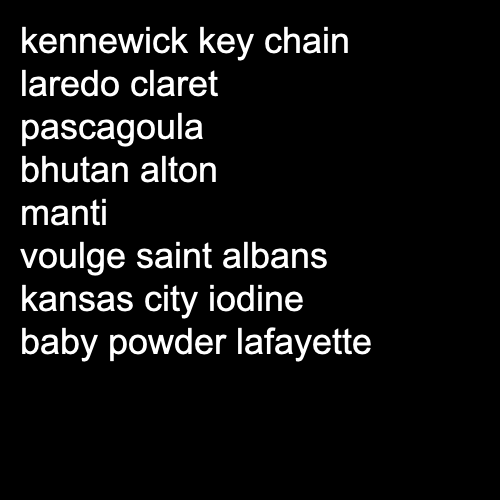 kennewick key chain
laredo claret
pascagoula
bhutan alton
manti
voulge saint albans
kansas city iodine
baby powder lafayette